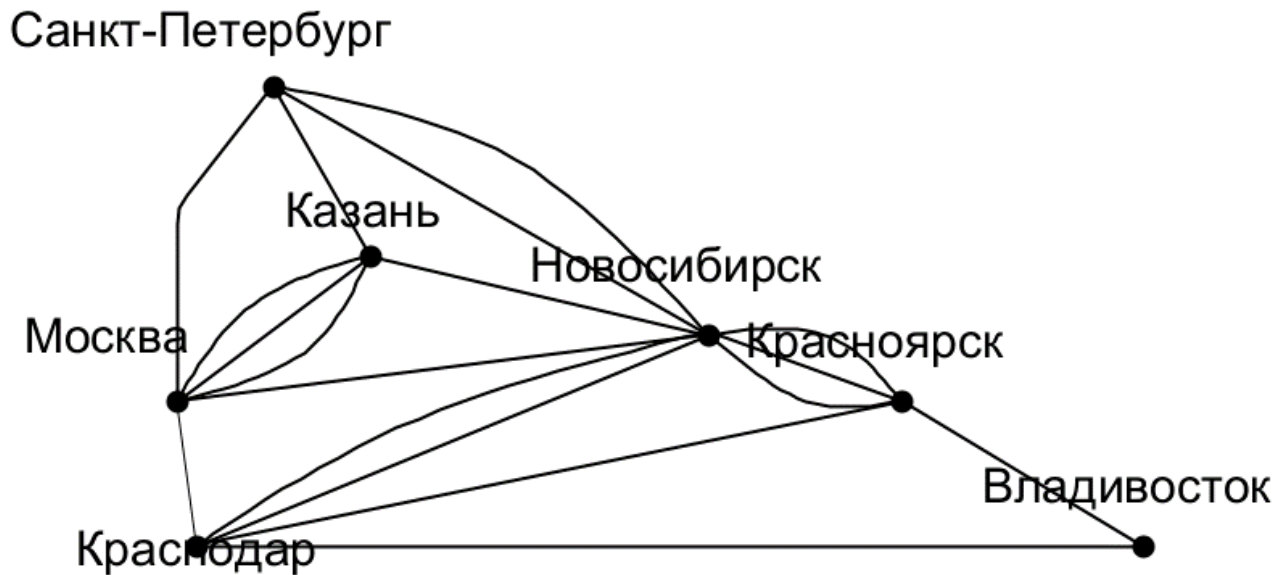 Санкт-Петербург
Казань
Новосибирск
Москва
Красноярск
Владивосток
Краснодар